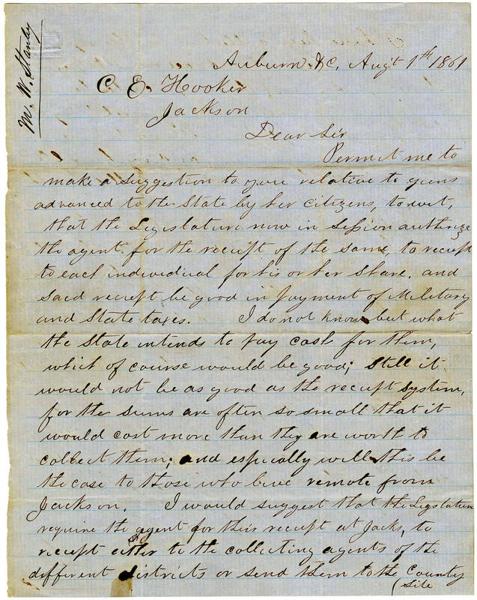 M. W. Stanly
Auburn &C, Augt 1th 1861
C E Hooker
Jackson
Dear Sir
Permit me to
make a suggestion to you relative to guns
advanced to the State by her citizens, to wit,
that the Legislature now in Session authorize
the agent for the receipt of the same, to receipt
to each individual for his or her share, and
said receipt be good in payment of Military
and State taxes. I do not know but what
the State intends to pay cash for them,
which of course would be good; Still it
would not be as good as the receipt system,
for the sums are often so small that it
would cost more than they are worth to
collect them, and especially will this be
the case to those who live remote from
Jackson. I would suggest that the Legislature
require the agent for this receipt at Jack, to
receipt either to the collecting agents of the
different districts or send them to the County
Site